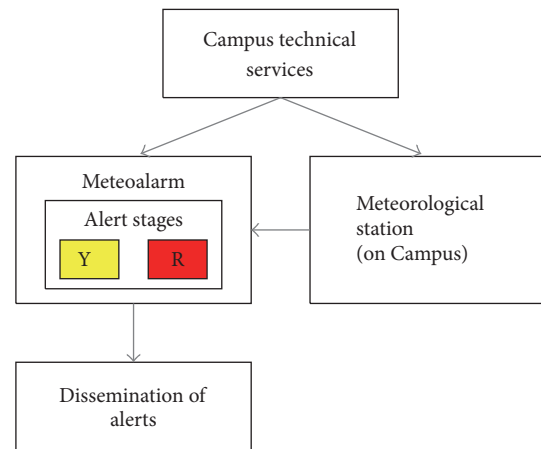 Campus technical
services
Meteoalarm
Alert stages
Y
R
Meteorological
station
(on Campus)
Dissemination of
alerts